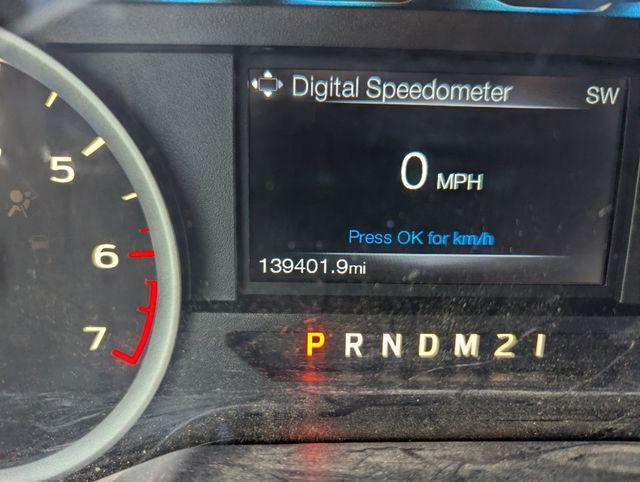 Digital Speedometer SW
0 MPH
Press OK for km/h
139401.9mi
5
6
7
P R N D M 2 1